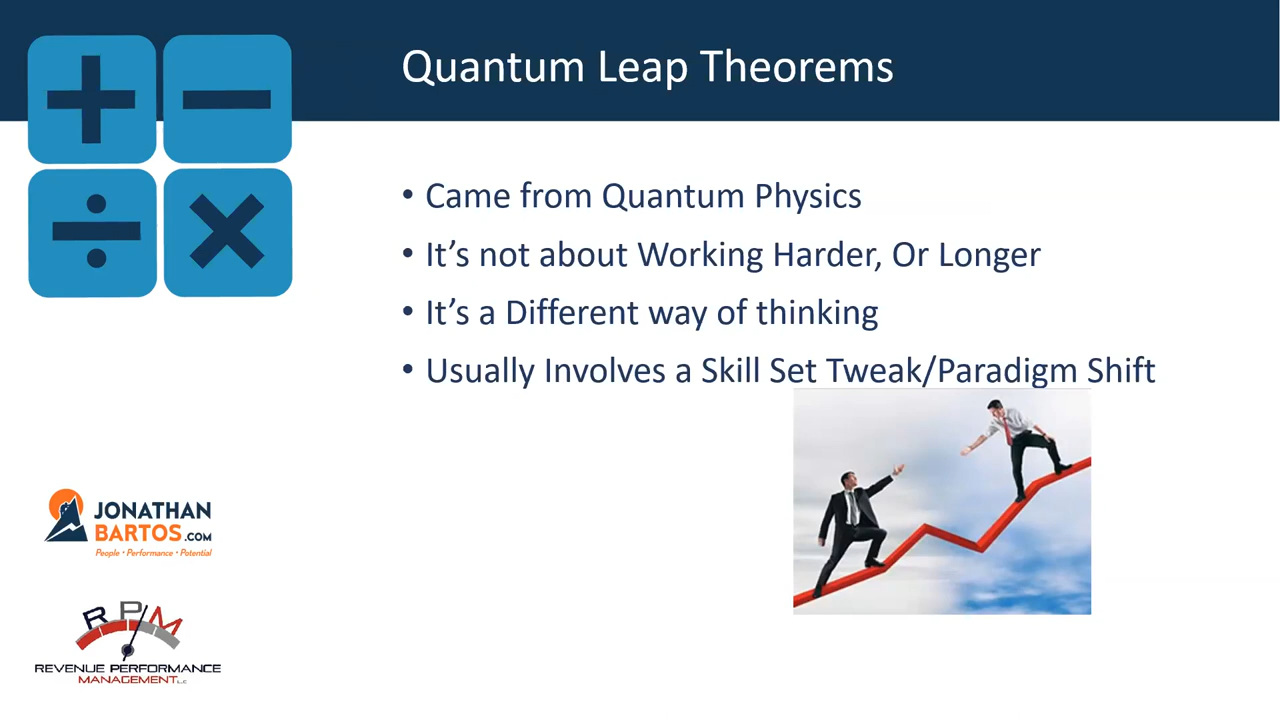 Quantum Leap Theorems
• Came from Quantum Physics
• It’s not about Working Harder, Or Longer
• It’s a Different way of thinking
• Usually Involves a Skill Set Tweak/Paradigm Shift
JONATHAN
BARTOS.COM
People • Performance • Potential
RPM
REVENUE PERFORMANCE
MANAGEMENT LLC